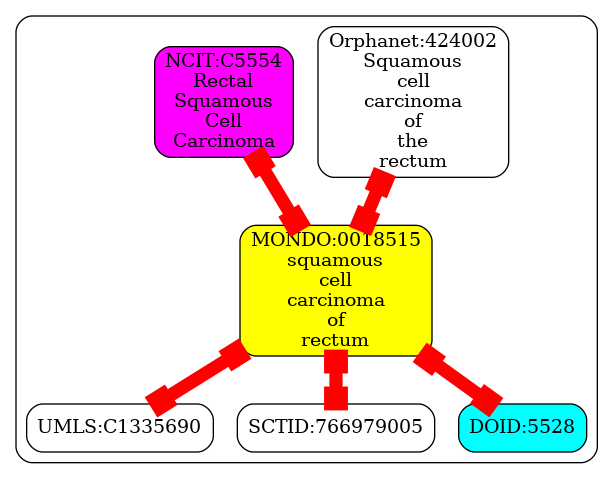 NCIT:C5554
Rectal
Squamous
Cell
Carcinoma
Orphanet:424002
Squamous
cell
carcinoma
of
the
rectum
MONDO:0018515
squamous
cell
carcinoma
of
rectum
UMLS:C1335690
SCTID:766979005
DOID:5528